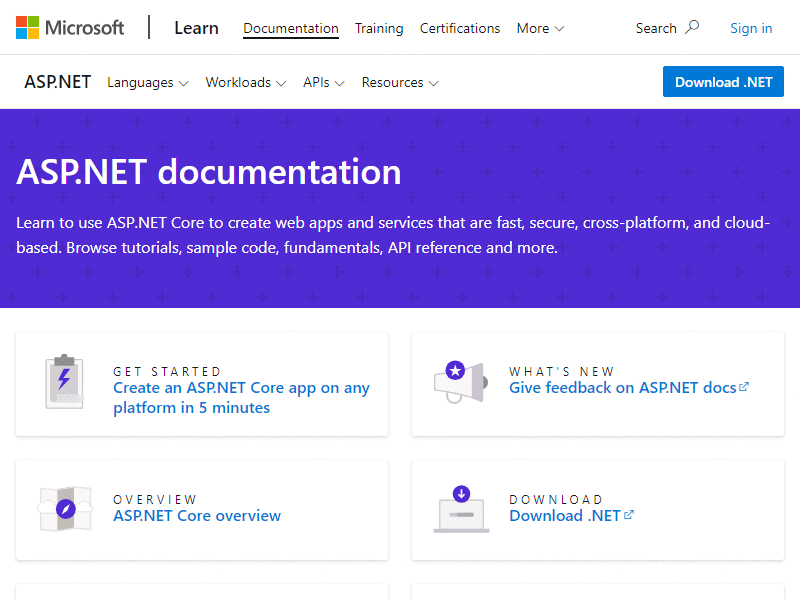 Microsoft Learn Documentation Training Certifications More Search Sign in
ASP.NET Languages Workloads APIs Resources Download .NET
ASP.NET documentation
Learn to use ASP.NET Core to create web apps and services that are fast, secure, cross-platform, and cloud-
based. Browse tutorials, sample code, fundamentals, API reference and more.
GET STARTED
Create an ASP.NET Core app on any
platform in 5 minutes
WHAT'S NEW
Give feedback on ASP.NET docs
OVERVIEW
ASP.NET Core overview
DOWNLOAD
Download .NET